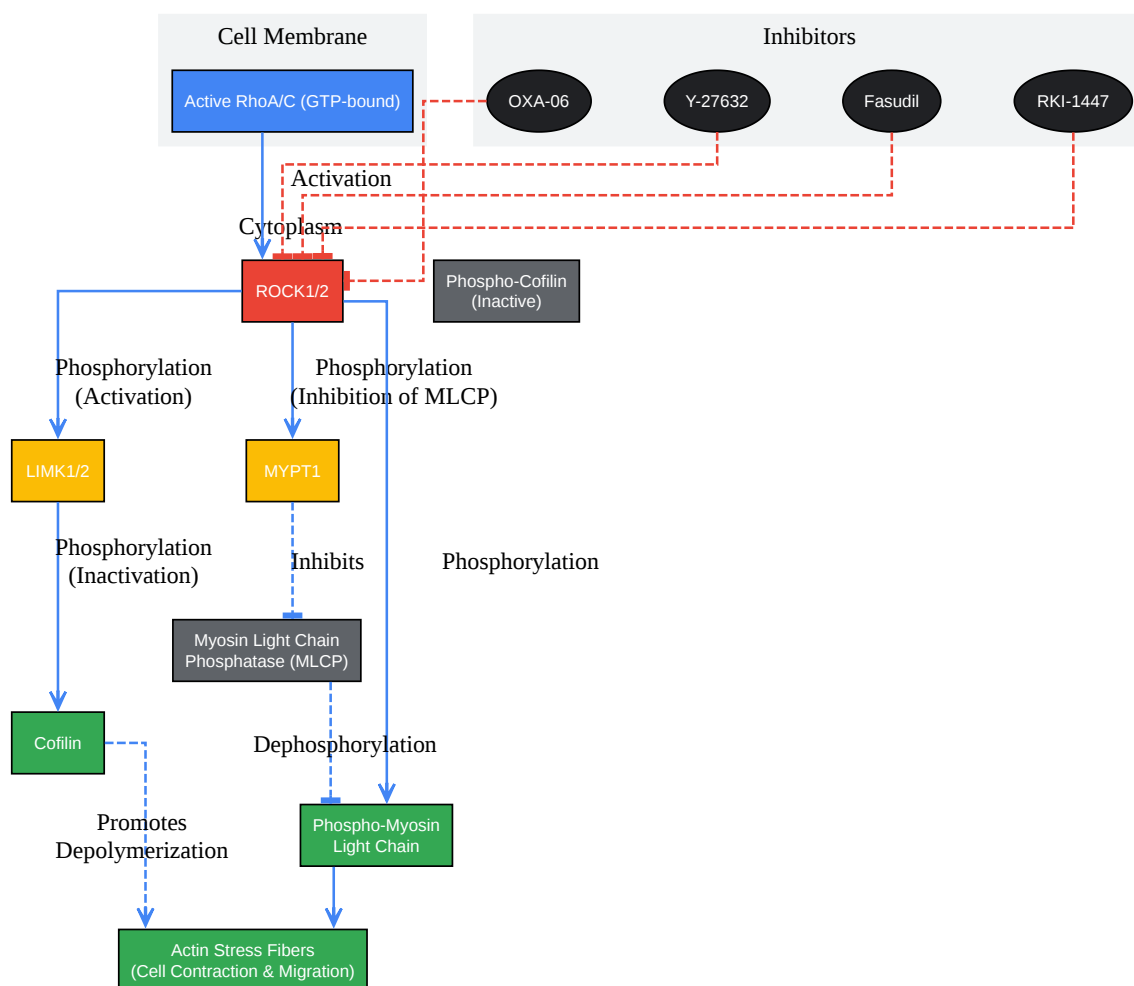 Cell Membrane
Inhibitors
Active RhoA/C (GTP-bound)
OXA-06
Y-27632
Fasudil
RKI-1447
Activation
Cytoplasm
ROCK1/2
Phospho-Cofilin
(Inactive)
Phosphorylation
(Activation)
Phosphorylation
(Inhibition of MLCP)
LIMK1/2
MYPT1
Phosphorylation
(Inactivation)
Inhibits
Phosphorylation
Myosin Light Chain
Phosphatase (MLCP)
Cofilin
Dephosphorylation
Promotes
Depolymerization
Phospho-Myosin
Light Chain
Actin Stress Fibers
(Cell Contraction & Migration)